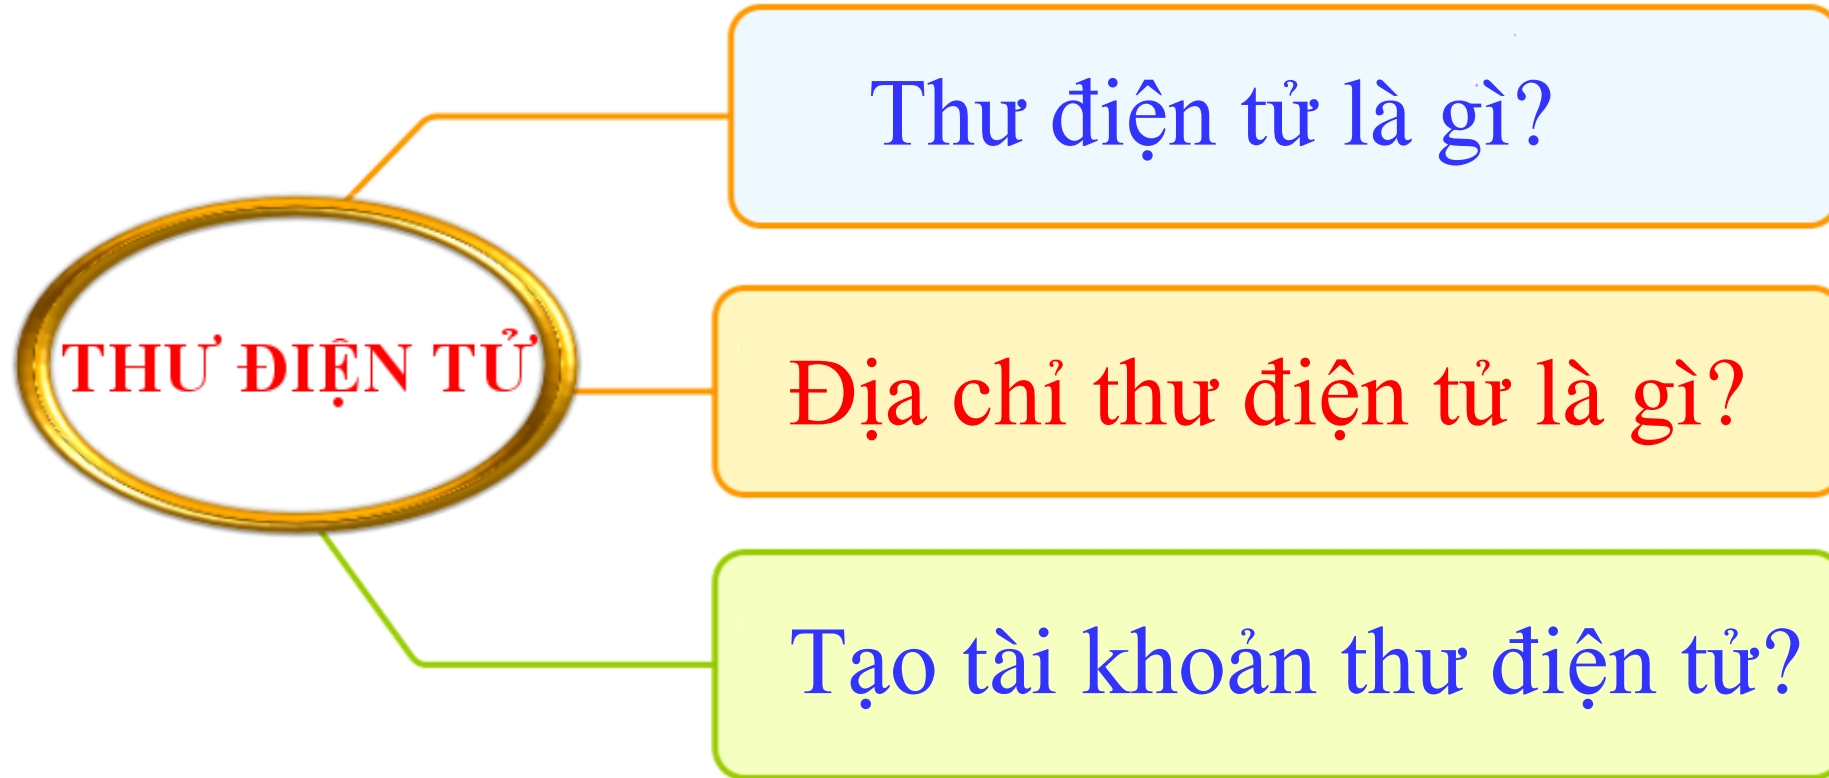 THƯ ĐIỆN TỬ
Thư điện tử là gì?
Địa chỉ thư điện tử là gì?
Tạo tài khoản thư điện tử?